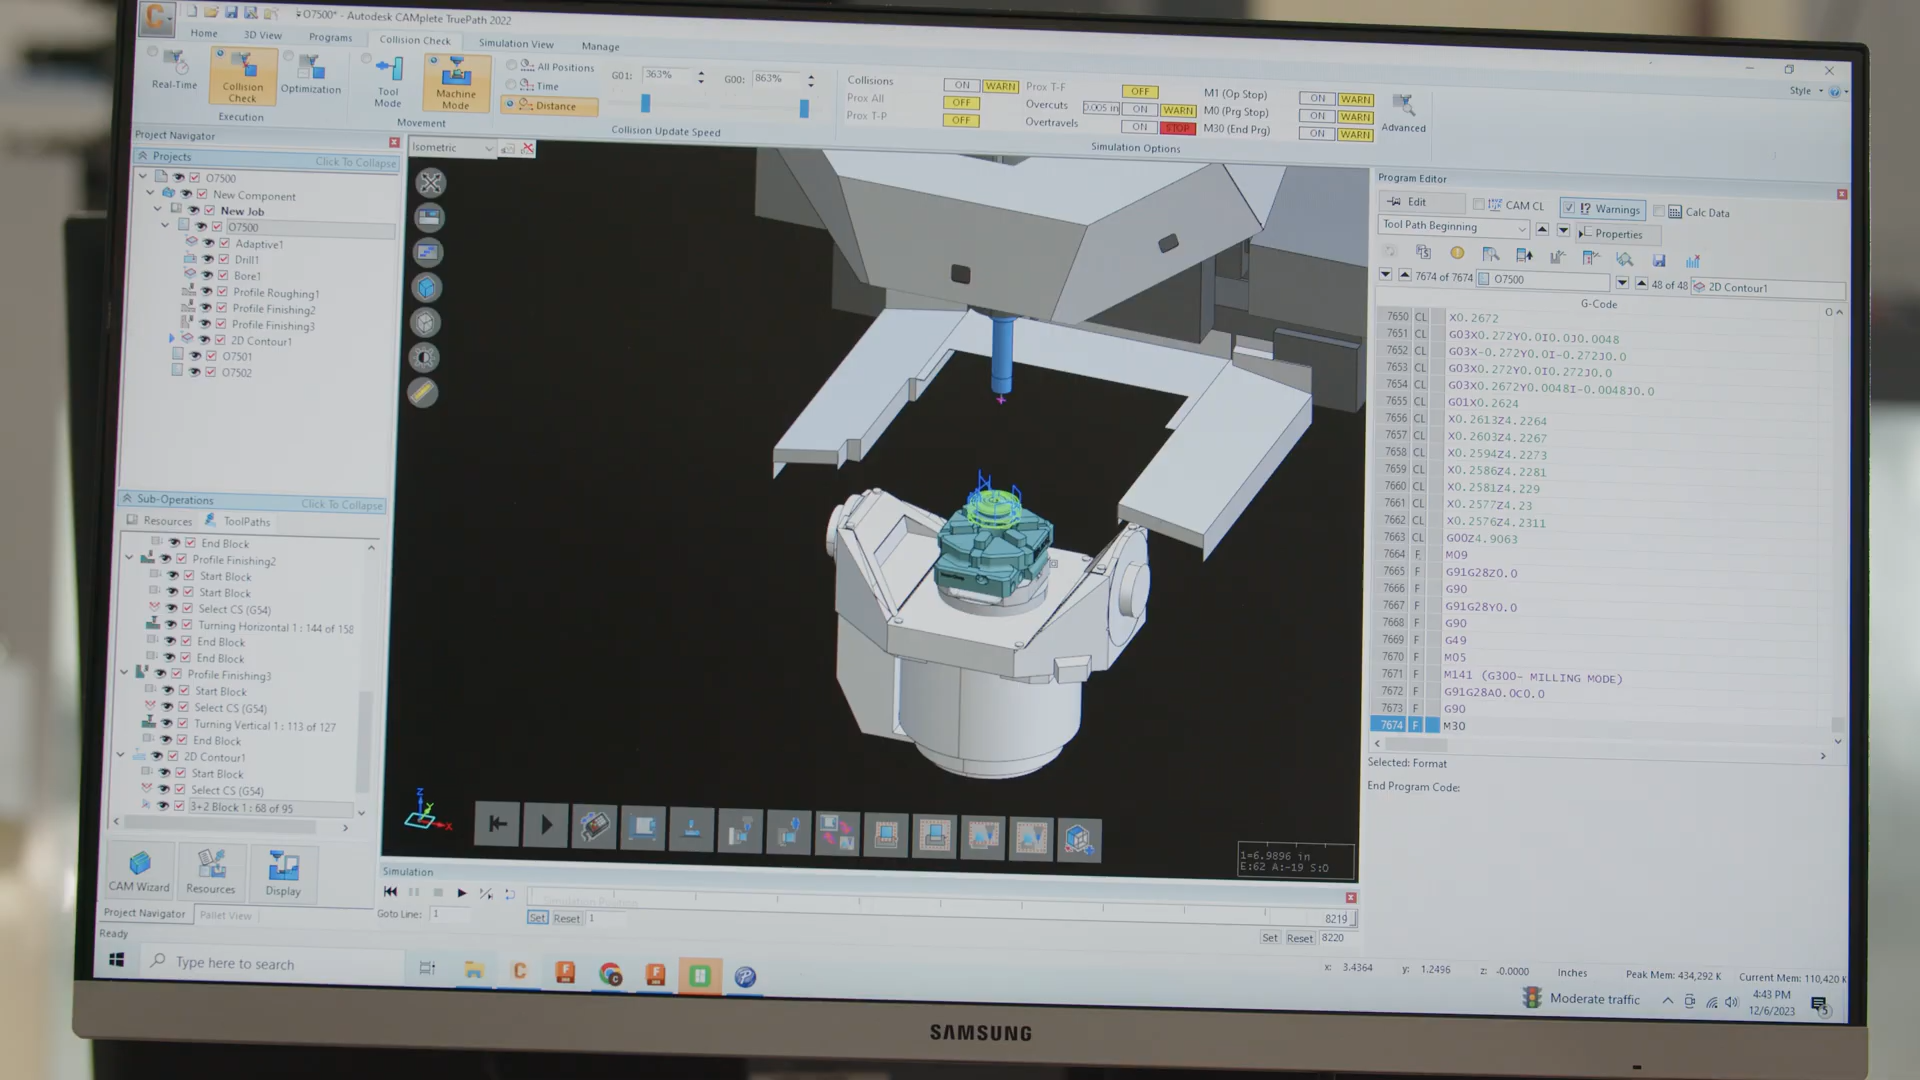 O7500* - Autodesk CAMplete TruePath 2022
Home 3D View Programs Collision Check Simulation View Manage
Style
Real-Time
Collision Check
Optimization
Execution
Tool Mode
Machine Mode
Movement
All Positions
Time
Distance
G01: 363% G00: 863%
Collision Update Speed
Collisions ON WARN
Prox All OFF
Prox T-P OFF
Prox T-F OFF
Overcuts 0.005 in ON WARN
Overtravels ON STOP
M1 (Op Stop) ON WARN
M0 (Prg Stop) ON WARN
M30 (End Prg) ON WARN
Simulation Options
Advanced
Project Navigator
Projects Click To Collapse
O7500
New Component
New Job
O7500
Adaptive1
Drill1
Bore1
Profile Roughing1
Profile Finishing2
Profile Finishing3
2D Contour1
O7501
O7502
Sub-Operations Click To Collapse
Resources ToolPaths
End Block
Profile Finishing2
Start Block
Start Block
Select CS (G54)
Turning Horizontal 1 : 144 of 158
End Block
End Block
Profile Finishing3
Start Block
Select CS (G54)
Turning Vertical 1 : 113 of 127
End Block
2D Contour1
Start Block
Select CS (G54)
3+2 Block 1 : 68 of 95
CAM Wizard Resources Display
Project Navigator Pallet View
Ready
Isometric
Z
Y
X
1=6.9896 in
E:62 A:-19 S:0
Simulation
Goto Line: 1
Set Reset 1
8219
Set Reset 8220
Program Editor
Edit CAM CL Warnings Calc Data
Tool Path Beginning Properties
7674 of 7674 O7500 48 of 48 2D Contour1
G-Code
7650 CL X0.2672
7651 CL G03X0.272Y0.0I0.0J0.0048
7652 CL G03X-0.272Y0.0I-0.272J0.0
7653 CL G03X0.272Y0.0I0.272J0.0
7654 CL G03X0.2672Y0.0048I-0.0048J0.0
7655 CL G01X0.2624
7656 CL X0.2613Z4.2264
7657 CL X0.2603Z4.2267
7658 CL X0.2594Z4.2273
7659 CL X0.2586Z4.2281
7660 CL X0.2581Z4.229
7661 CL X0.2577Z4.23
7662 CL X0.2576Z4.2311
7663 CL G00Z4.9063
7664 F M09
7665 F G91G28Z0.0
7666 F G90
7667 F G91G28Y0.0
7668 F G90
7669 F G49
7670 F M05
7671 F M141 (G300- MILLING MODE)
7672 F G91G28A0.0C0.0
7673 F G90
7674 F M30
Selected: Format
End Program Code:
x: 3.4364 y: 1.2496 z: -0.0000 Inches Peak Mem: 434,292 K Current Mem: 110,420 K
Type here to search
Moderate traffic
4:43 PM
12/6/2023
5
SAMSUNG